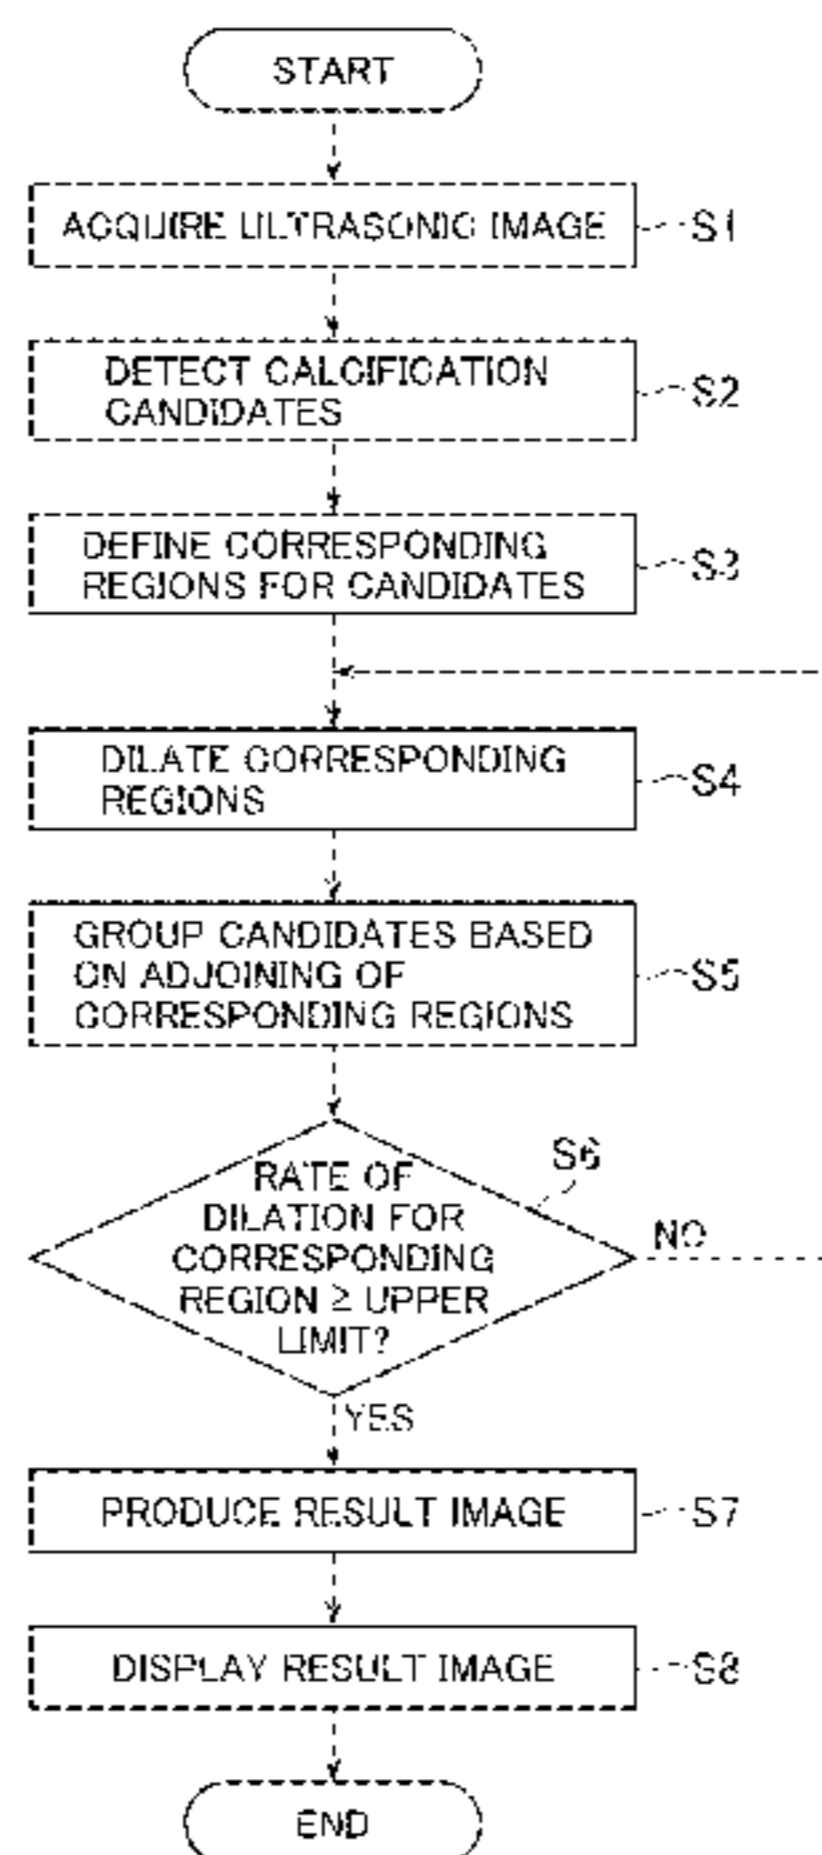 START
ACQUIRE ULTRASONIC IMAGE
S1
DETECT CALCIFICATION
CANDIDATES
S2
DEFINE CORRESPONDING
REGIONS FOR CANDIDATES
S3
DILATE CORRESPONDING
REGIONS
S4
GROUP CANDIDATES BASED
ON ADJOINING OF
CORRESPONDING REGIONS
S5
S6
RATE OF
DILATION FOR
CORRESPONDING
REGION ≥ UPPER
LIMIT?
NO
YES
PRODUCE RESULT IMAGE
S7
DISPLAY RESULT IMAGE
S8
END